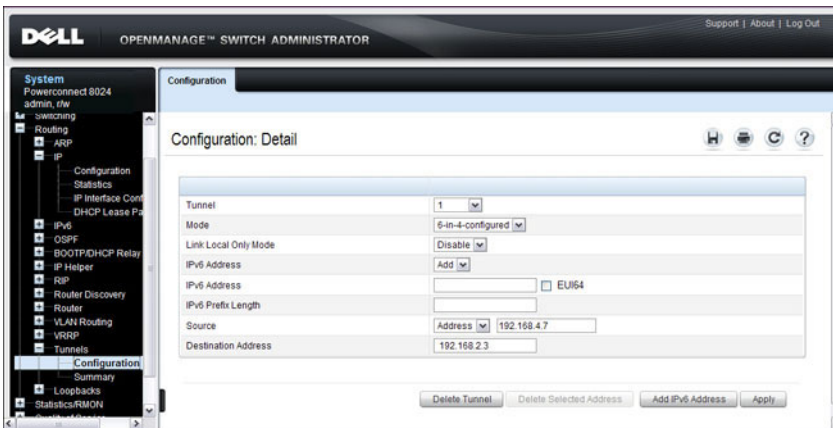 Support | About | Log Out
DELL
OPENMANAGE™ SWITCH ADMINISTRATOR
System
Powerconnect 8024
admin, r/w
Switching
Routing
ARP
IP
Configuration
Statistics
IP Interface Conf
DHCP Lease Pa
IPv6
OSPF
BOOTP/DHCP Relay
IP Helper
RIP
Router Discovery
Router
VLAN Routing
VRRP
Tunnels
Configuration
Summary
Loopbacks
Statistics/RMON
Configuration
Configuration: Detail
Tunnel 1
Mode 6-in-4-configured
Link Local Only Mode Disable
IPv6 Address Add
IPv6 Address EUI64
IPv6 Prefix Length
Source Address 192.168.4.7
Destination Address 192.168.2.3
Delete Tunnel Delete Selected Address Add IPv6 Address Apply